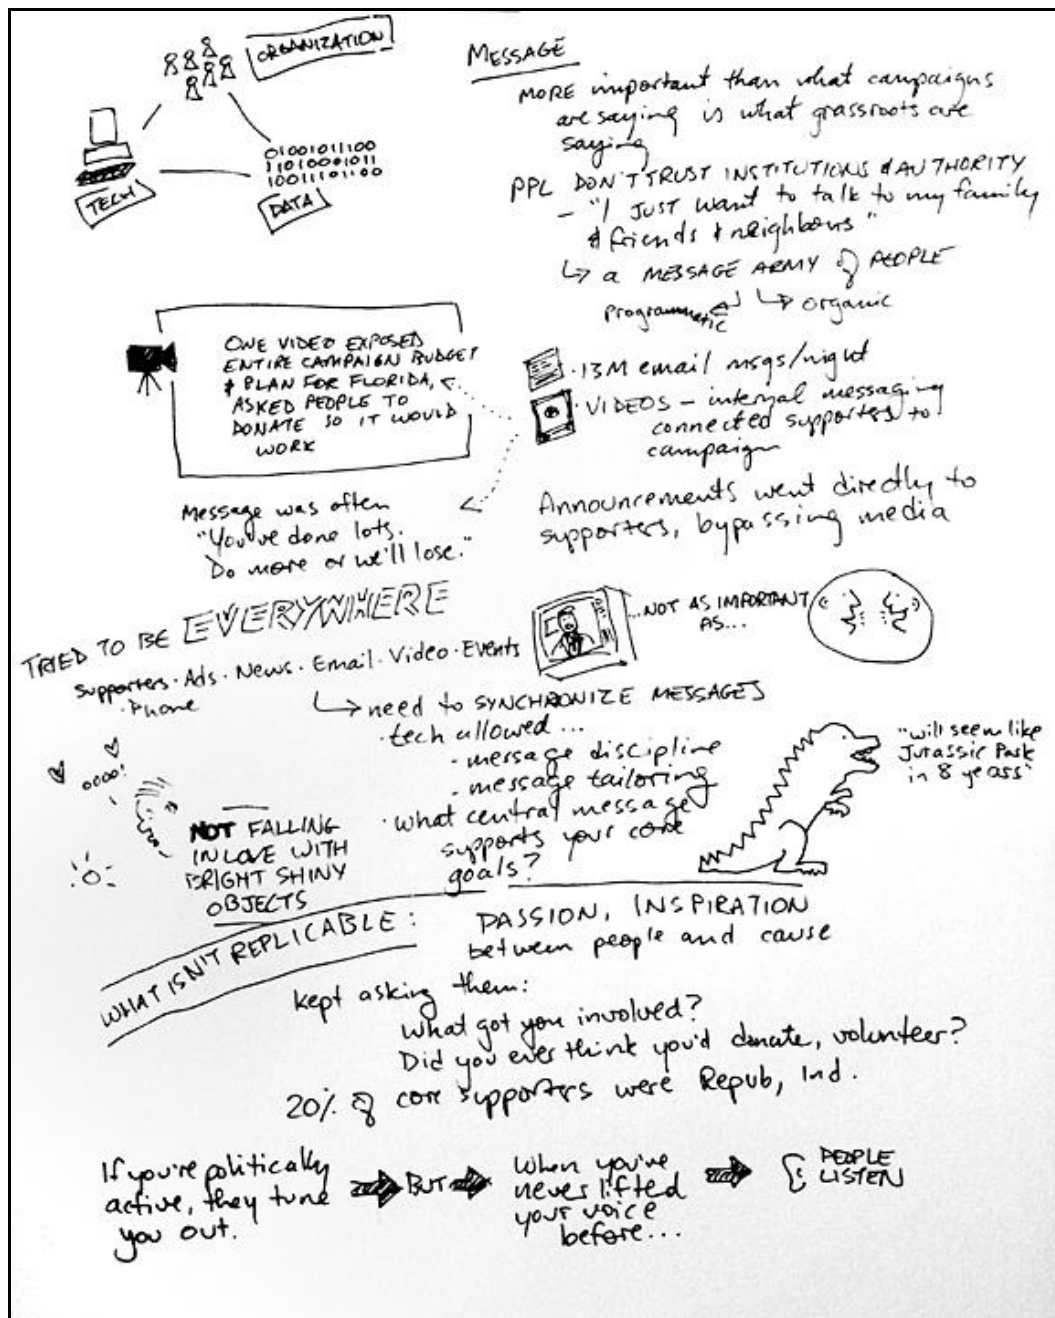 ORGANIZATION
TECH
01001011100
11010001011
10011101100
DATA
MESSAGE
MORE important than what campaigns
are saying is what grassroots are
saying
PPL DON'T TRUST INSTITUTIONS & AUTHORITY
- "I JUST want to talk to my family
& friends & neighbours"
↳ a MESSAGE ARMY of PEOPLE
programmatic ↲ ↳ organic
ONE VIDEO EXPOSED
ENTIRE CAMPAIGN BUDGET
& PLAN FOR FLORIDA,
ASKED PEOPLE TO
DONATE SO IT WOULD
WORK
· 13M email msgs/night
· VIDEOS - internal messaging
connected supporters to
campaign
Announcements went directly to
supporters, bypassing media
Message was often
"You've done lots.
Do more or we'll lose."
TRIED TO BE EVERYWHERE
Supporters · Ads · News · Email · Video · Events
· Phone
...NOT AS IMPORTANT
AS...
↳ need to SYNCHRONIZE MESSAGES
· tech allowed...
- message discipline
- message tailoring
· what central message
supports your core
goals?
"will seem like
Jurassic Park
in 8 years"
oooo!
NOT FALLING
IN LOVE WITH
BRIGHT SHINY
OBJECTS
WHAT ISN'T REPLICABLE:
PASSION, INSPIRATION
between people and cause
kept asking them:
What got you involved?
Did you ever think you'd donate, volunteer?
20% of core supporters were Repub, Ind.
If you're politically
active, they tune
you out.
BUT
When you've
never lifted
your voice
before...
PEOPLE
LISTEN